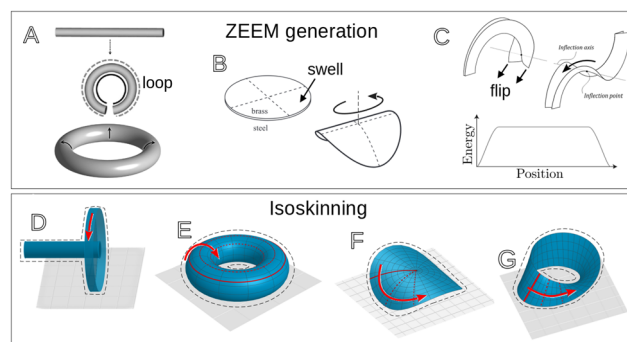 A
ZEEM generation
C
loop
B
swell
brass
steel
Inflection axis
flip
Inflection point
Energy
Position
Isoskinning
D
E
F
G